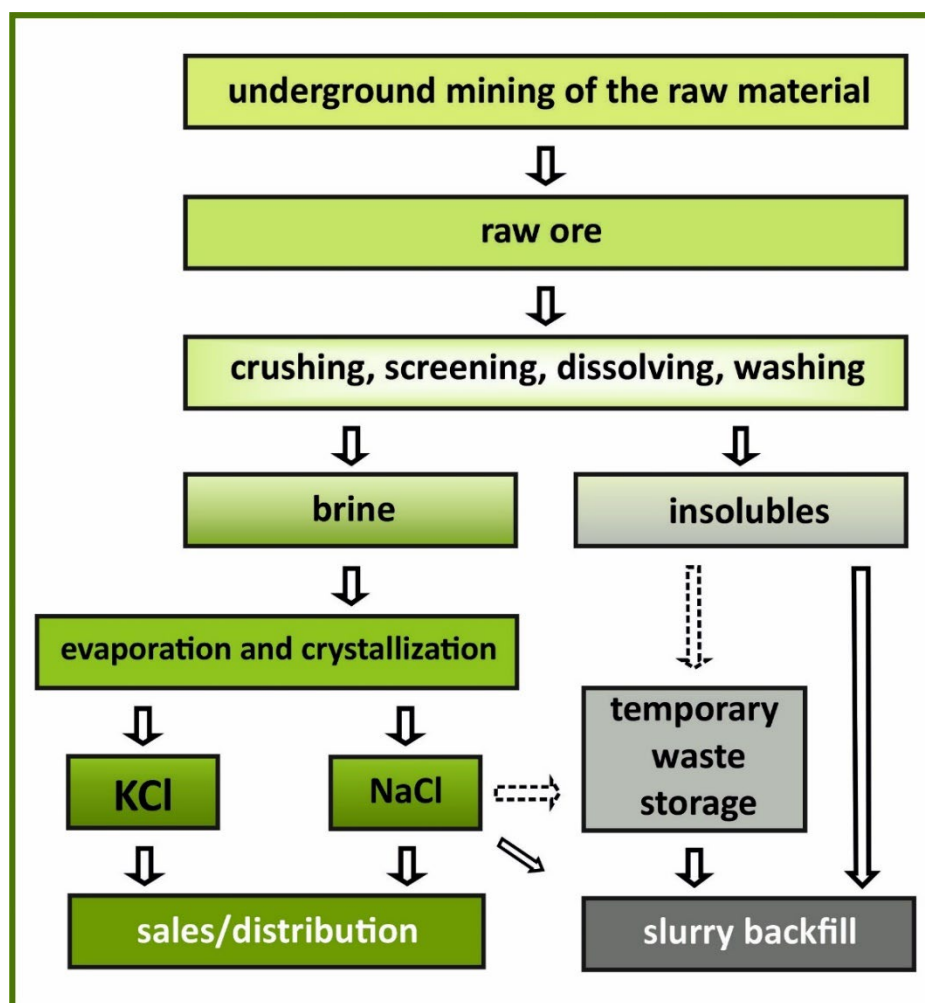 underground mining of the raw material
raw ore
crushing, screening, dissolving, washing
brine
insolubles
evaporation and crystallization
temporary
waste
storage
KCl
NaCl
sales/distribution
slurry backfill